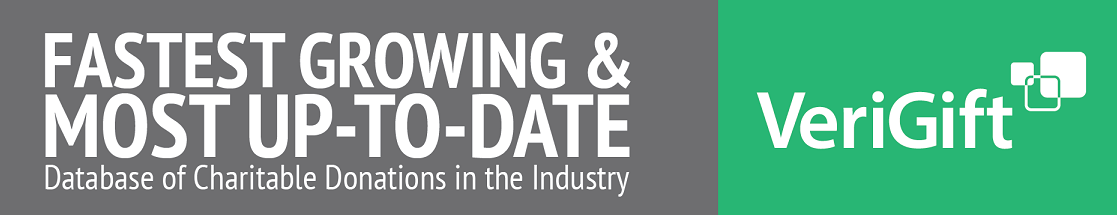 FASTEST GROWING &
MOST UP-TO-DATE
Database of Charitable Donations in the Industry
VeriGift